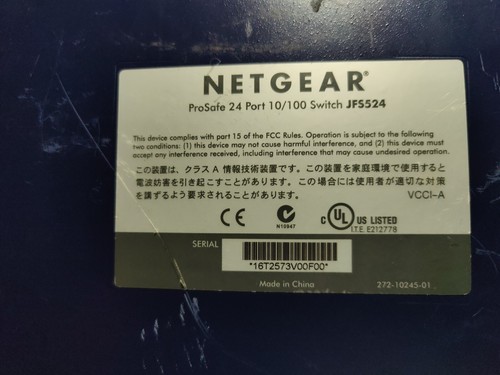 NETGEAR®
ProSafe 24 Port 10/100 Switch JFS524
This device complies with part 15 of the FCC Rules. Operation is subject to the following
two conditions: (1) this device may not cause harmful interference, and (2) this device must
accept any interference received, including interference that may cause undesired operation.
この装置は、クラスA情報技術装置です。この装置を家庭環境で使用すると
電波妨害を引き起こすことがあります。この場合には使用者が適切な対策
を講ずるよう要求されることがあります。
VCCI-A
CE
N10947
C UL US LISTED
I.T.E. E212778
SERIAL
*16T2573V00F00*
Made in China
272-10245-01